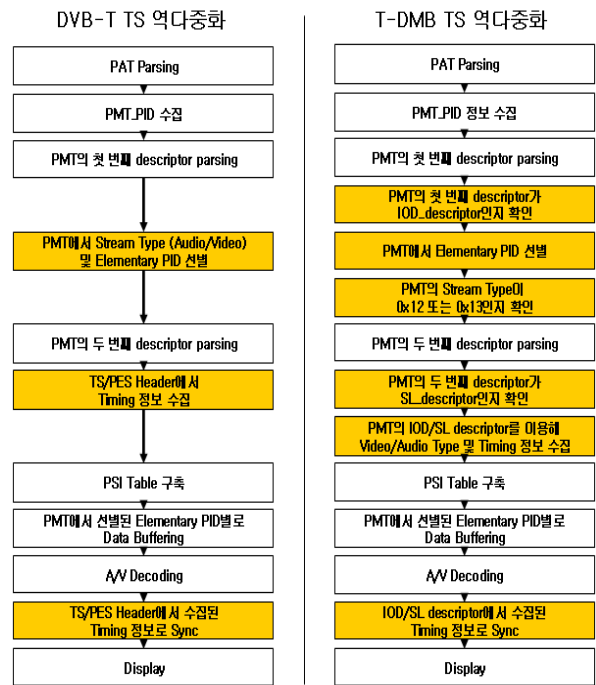 DVB-T TS 역다중화
PAT Parsing
PMT_PID 수집
PMT의 첫 번째 descriptor parsing
PMT에서 Stream Type (Audio/Video)
및 Elementary PID 선별
PMT의 두 번째 descriptor parsing
TS/PES Header에서
Timing 정보 수집
PSI Table 구축
PMT에서 선별된 Elementary PID별로
Data Buffering
A/V Decoding
TS/PES Header에서 수집된
Timing 정보로 Sync
Display
T-DMB TS 역다중화
PAT Parsing
PMT_PID 정보 수집
PMT의 첫 번째 descriptor parsing
PMT의 첫 번째 descriptor가
IOD_descriptor인지 확인
PMT에서 Elementary PID 선별
PMT의 Stream Type이
0x12 또는 0x13인지 확인
PMT의 두 번째 descriptor parsing
PMT의 두 번째 descriptor가
SL_descriptor인지 확인
PMT의 IOD/SL descriptor를 이용해
Video/Audio Type 및 Timing 정보 수집
PSI Table 구축
PMT에서 선별된 Elementary PID별로
Data Buffering
A/V Decoding
IOD/SL descriptor에서 수집된
Timing 정보로 Sync
Display